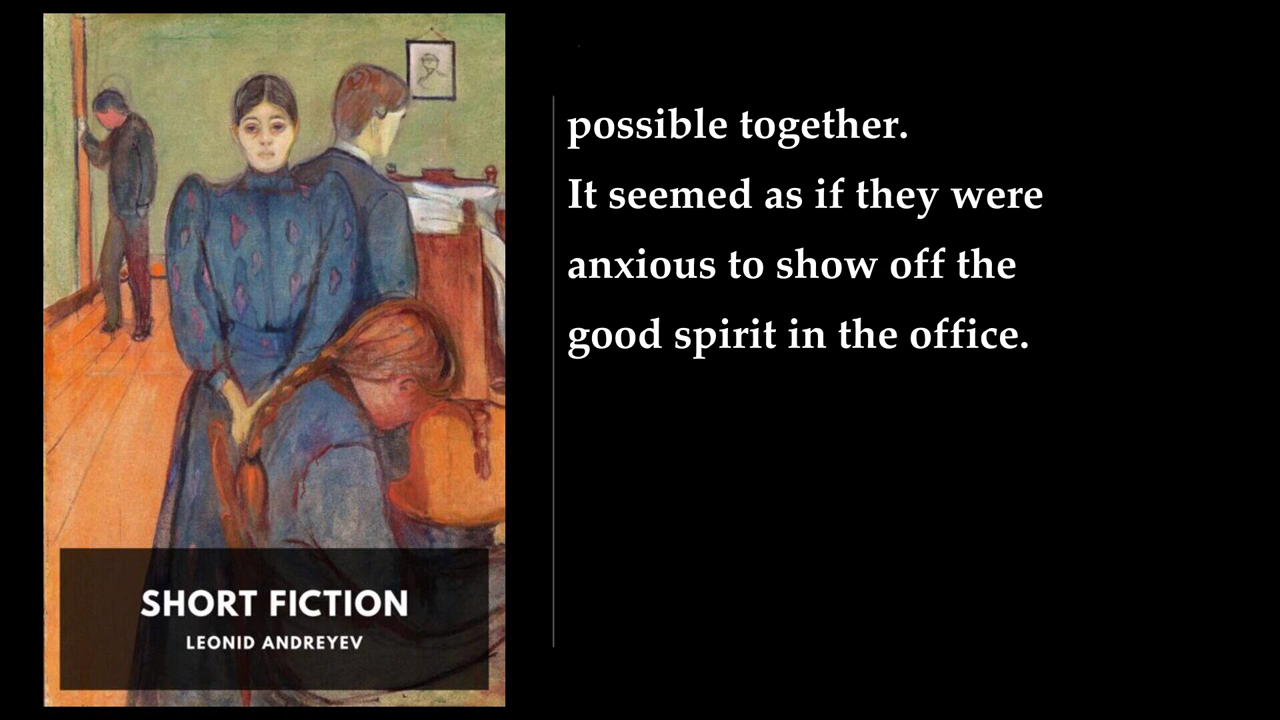 possible together.
It seemed as if they were
anxious to show off the
good spirit in the office.
SHORT FICTION
LEONID ANDREYEV